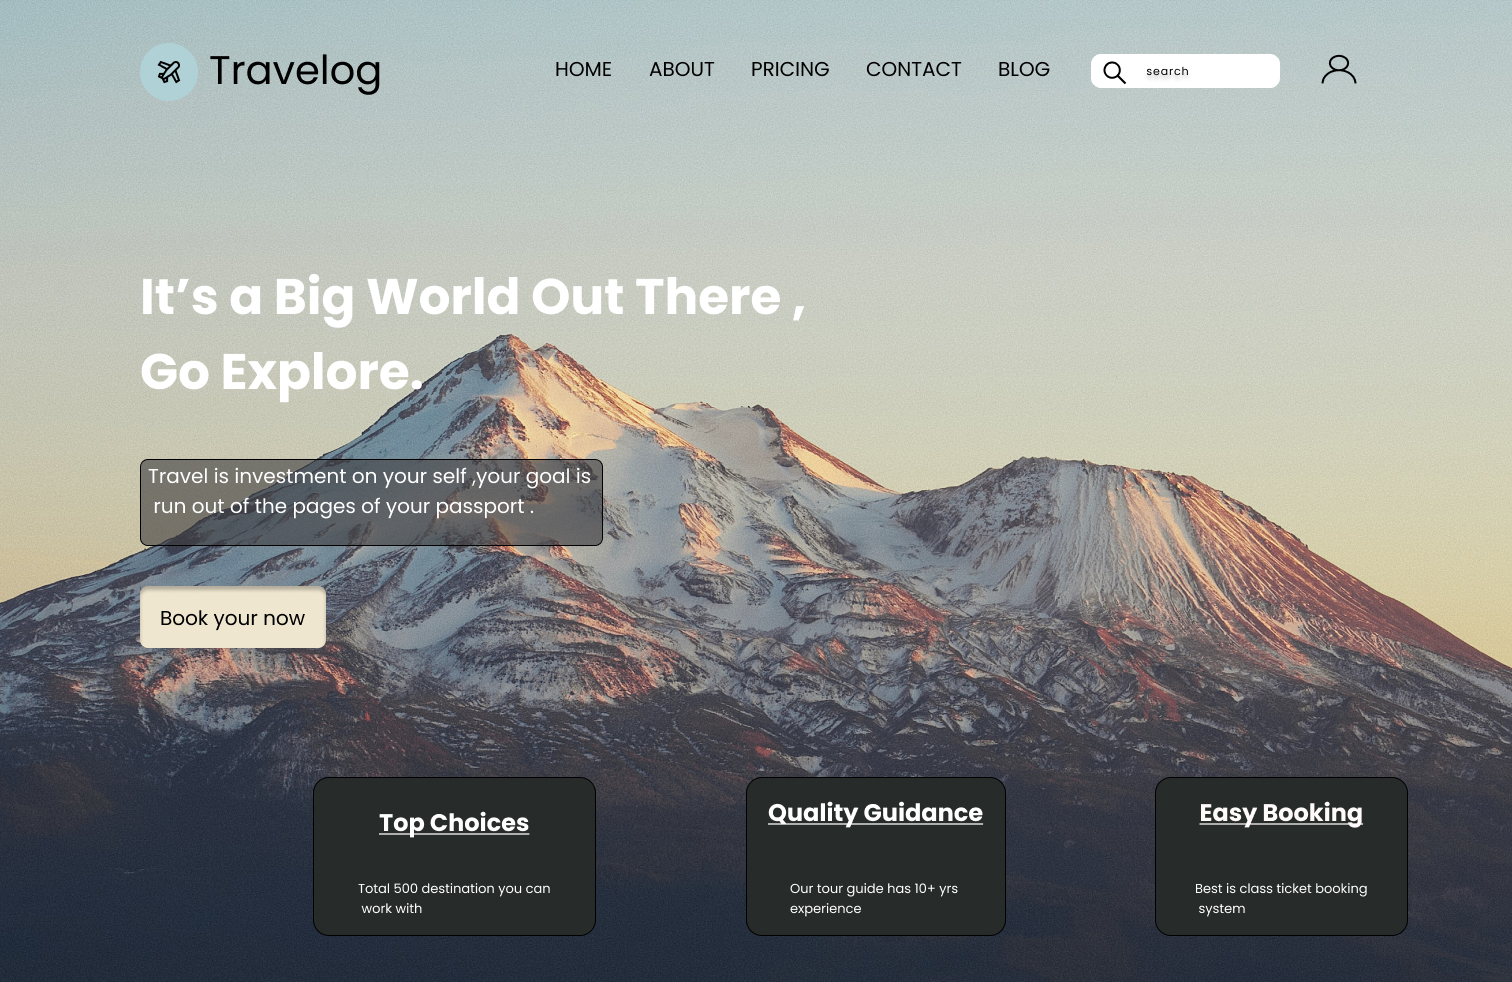 Travelog
HOME ABOUT PRICING CONTACT BLOG
search
It’s a Big World Out There ,
Go Explore.
Travel is investment on your self ,your goal is
run out of the pages of your passport .
Book your now
Top Choices
Total 500 destination you can
work with
Quality Guidance
Our tour guide has 10+ yrs
experience
Easy Booking
Best is class ticket booking
system